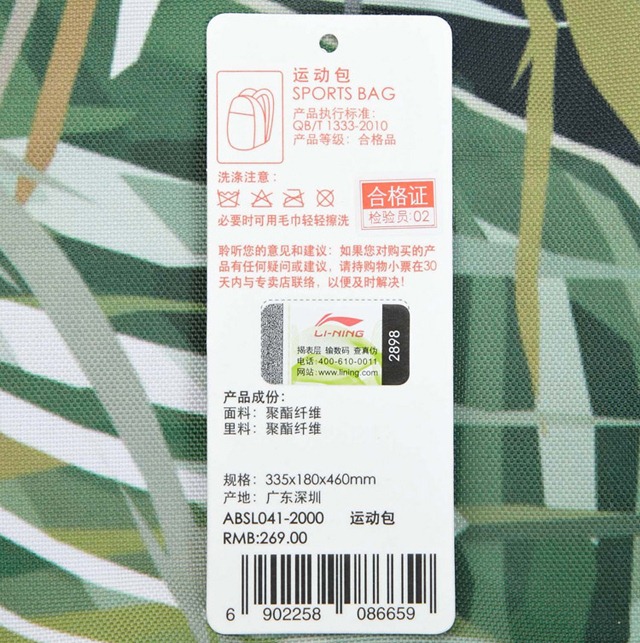 运动包
SPORTS BAG
产品执行标准:
QB/T 1333-2010
产品等级: 合格品
洗涤注意:
必要时可用毛巾轻轻擦洗
合格证
检验员:02
聆听您的意见和建议: 如果您对购买的产
品有任何疑问或建议, 请持购物小票在30
天内与专卖店联络, 以便及时解决!
LI-NING
揭表层 输数码 查真伪
电话:400-610-0011
网站:www.lining.com
2898
产品成份:
面料: 聚酯纤维
里料: 聚酯纤维
规格: 335x180x460mm
产地: 广东深圳
ABSL041-2000 运动包
RMB:269.00
6 902258 086659